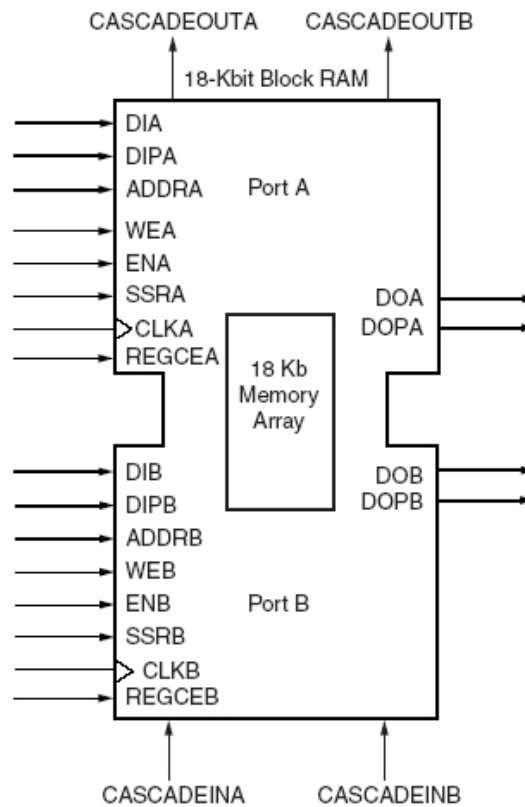 CASCADEOUTA CASCADEOUTB
18-Kbit Block RAM
DIA
DIPA
ADDRA Port A
WEA
ENA
SSRA DOA
CLKA DOPA
REGCEA
18 Kb
Memory
Array
DIB DOB
DIPB DOPB
ADDRB
WEB
ENB Port B
SSRB
CLKB
REGCEB
CASCADEINA CASCADEINB